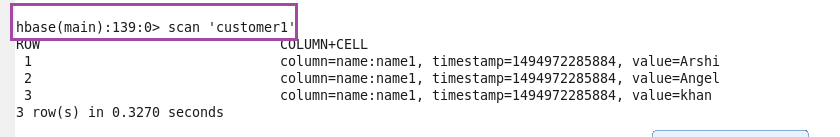 hbase(main):139:0> scan 'customer1'
ROW COLUMN+CELL
1 column=name:name1, timestamp=1494972285884, value=Arshi
2 column=name:name1, timestamp=1494972285884, value=Angel
3 column=name:name1, timestamp=1494972285884, value=khan
3 row(s) in 0.3270 seconds